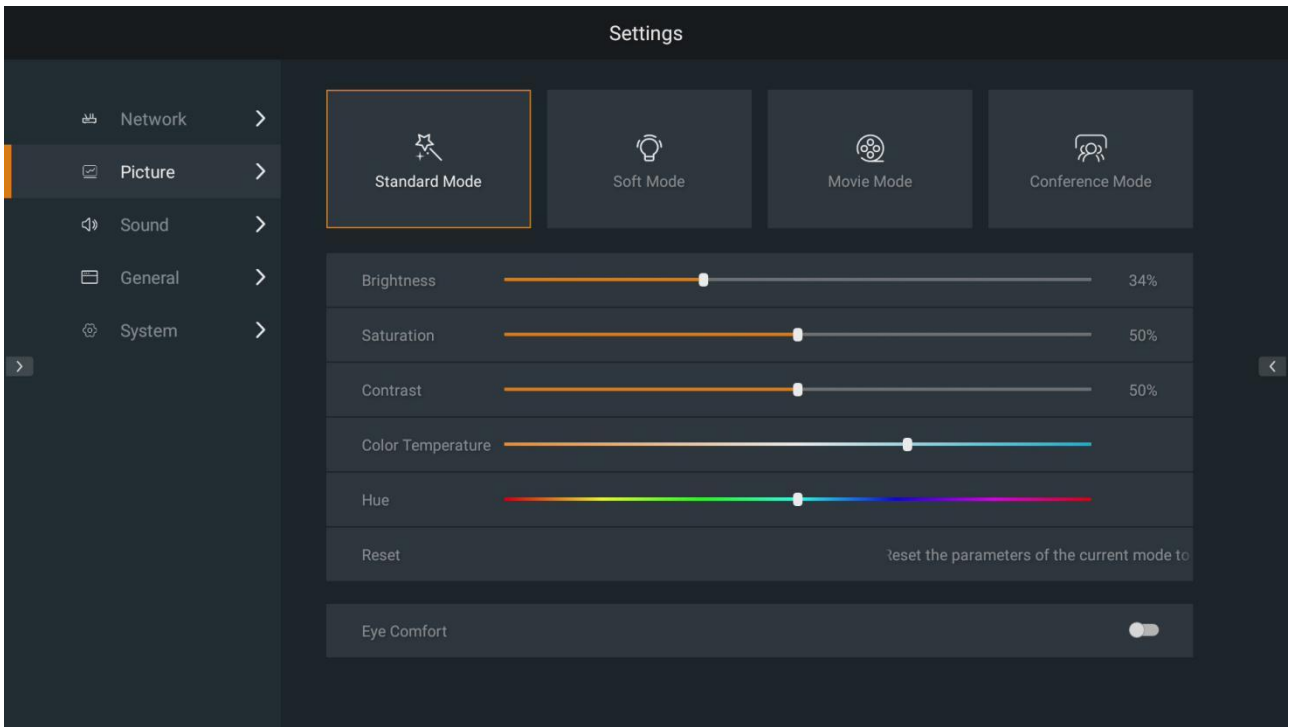 Settings
Network
Picture
Sound
General
System
Standard Mode
Soft Mode
Movie Mode
Conference Mode
Brightness 34%
Saturation 50%
Contrast 50%
Color Temperature
Hue
Reset Reset the parameters of the current mode to
Eye Comfort